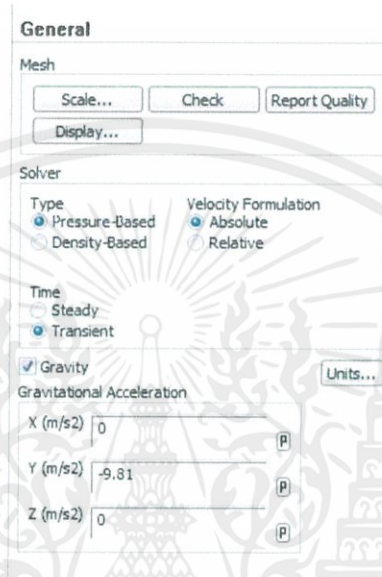 General
Mesh
Scale... Check Report Quality
Display...
Solver
Type Velocity Formulation
Pressure-Based Absolute
Density-Based Relative
Time
Steady
Transient
Gravity Units...
Gravitational Acceleration
X (m/s2) 0 P
Y (m/s2) -9.81 P
Z (m/s2) 0 P